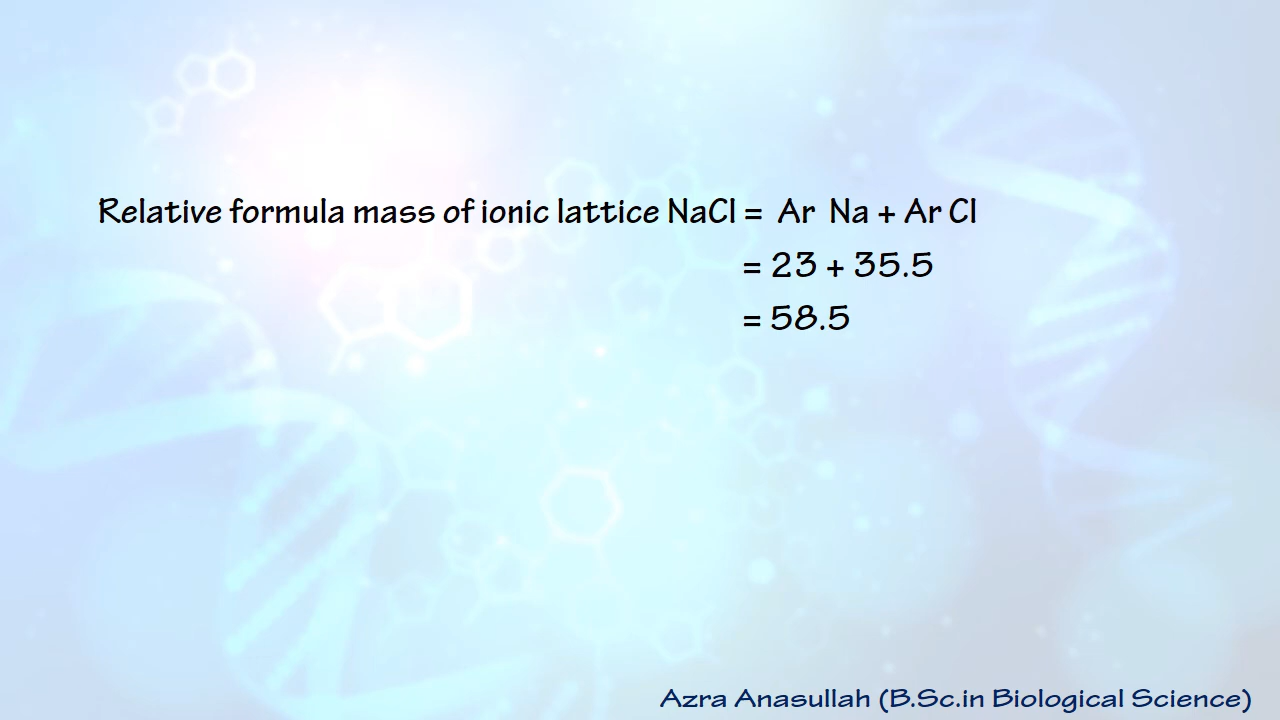 Relative formula mass of ionic lattice NaCl = Ar Na + Ar Cl
= 23 + 35.5
= 58.5
Azra Anasullah (B.Sc.in Biological Science)